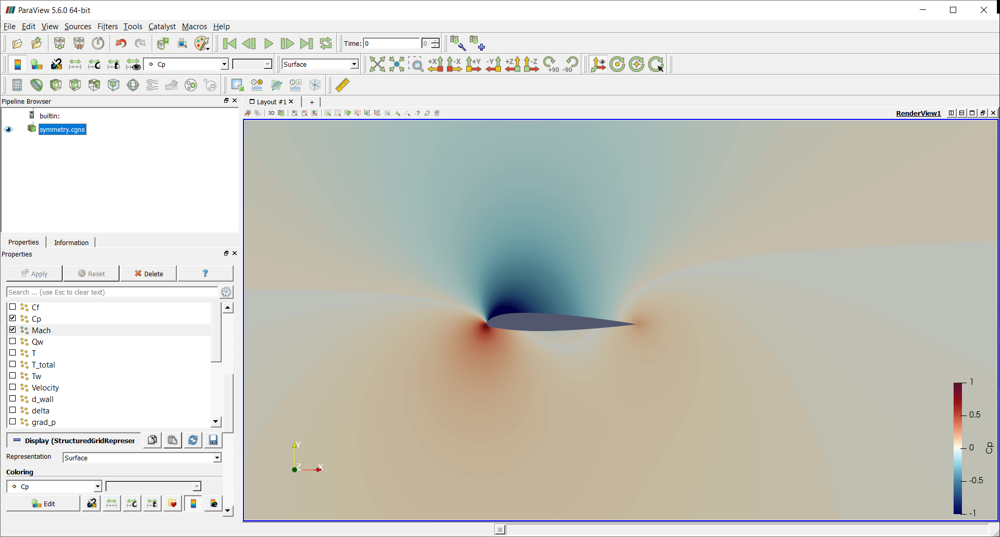 ParaView 5.6.0 64-bit
File Edit View Sources Filters Tools Catalyst Macros Help
Time: 0 0
Cp Surface +X -X +Y -Y +Z -Z +90 -90
Pipeline Browser
Layout #1 +
builtin:
3D RenderView1
symmetry.cgns
Properties Information
Properties
Apply Reset Delete ?
Search ... (use Esc to clear text)
Cf
Cp
Mach
Qw
T
T_total
Tw
Velocity
d_wall
delta
grad_p
Display (StructuredGridRepreser
Representation Surface
Coloring
Cp
Edit
Y
Z X
1
0.5
0
-0.5
-1
Cp